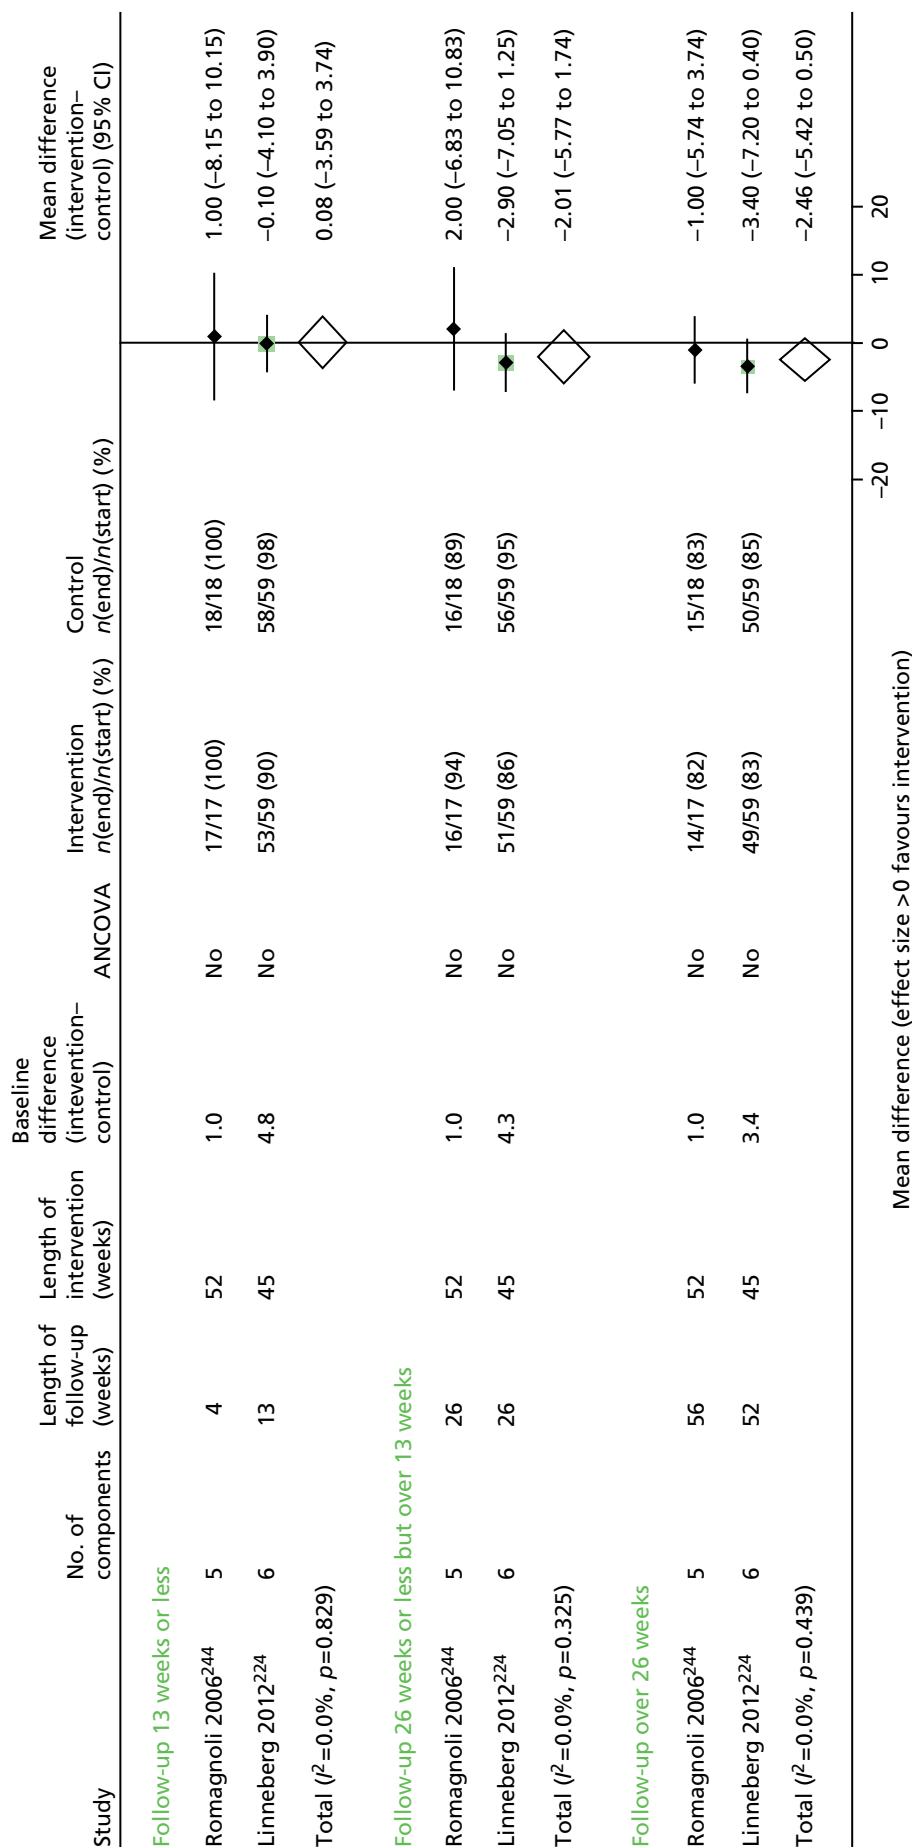 Study
No. of
components
Length of
follow-up
(weeks)
Length of
intervention
(weeks)
Baseline
difference
(intevention–
control)
ANCOVA
Intervention
n(end)/n(start) (%)
Control
n(end)/n(start) (%)
Mean difference
(intervention–
control) (95% CI)
Follow-up 13 weeks or less
Romagnoli 2006244 5 4 52 1.0 No 17/17 (100) 18/18 (100) 1.00 (–8.15 to 10.15)
Linneberg 2012224 6 13 45 4.8 No 53/59 (90) 58/59 (98) –0.10 (–4.10 to 3.90)
Total (I2=0.0%, p=0.829) 0.08 (–3.59 to 3.74)
Follow-up 26 weeks or less but over 13 weeks
Romagnoli 2006244 5 26 52 1.0 No 16/17 (94) 16/18 (89) 2.00 (–6.83 to 10.83)
Linneberg 2012224 6 26 45 4.3 No 51/59 (86) 56/59 (95) –2.90 (–7.05 to 1.25)
Total (I2=0.0%, p=0.325) –2.01 (–5.77 to 1.74)
Follow-up over 26 weeks
Romagnoli 2006244 5 56 52 1.0 No 14/17 (82) 15/18 (83) –1.00 (–5.74 to 3.74)
Linneberg 2012224 6 52 45 3.4 No 49/59 (83) 50/59 (85) –3.40 (–7.20 to 0.40)
Total (I2=0.0%, p=0.439) –2.46 (–5.42 to 0.50)
–20 –10 0 10 20
Mean difference (effect size >0 favours intervention)